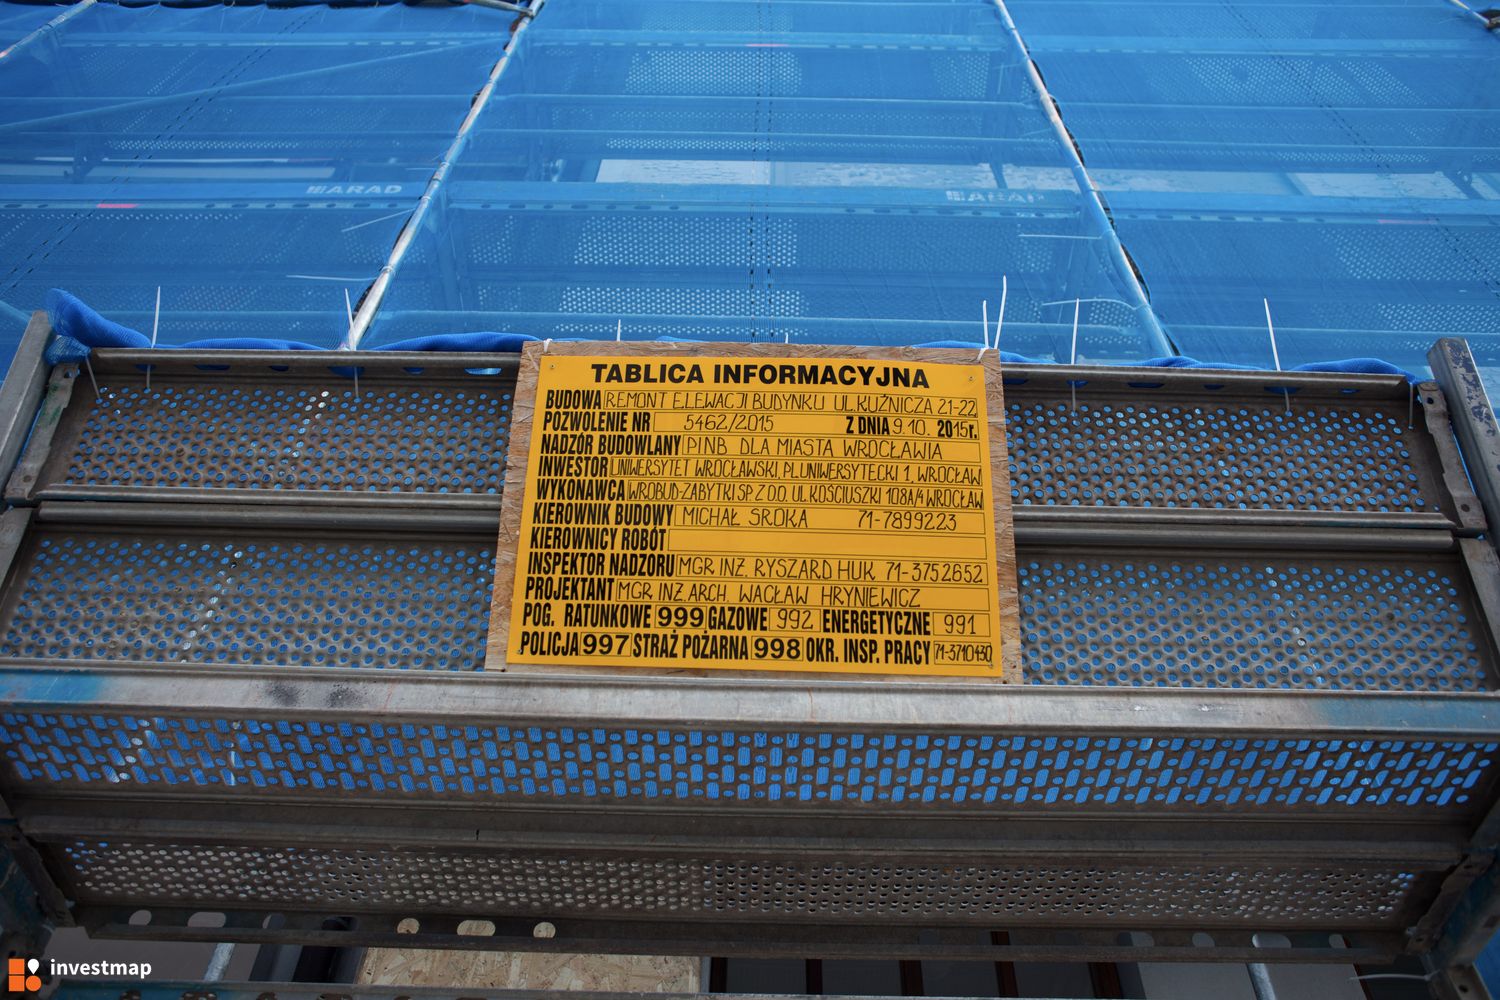 ARAD
ARAD
TABLICA INFORMACYJNA
BUDOWA REMONT ELEWACJI BUDYNKU UL.KUŹNICZA 21-22
POZWOLENIE NR 5462/2015 Z DNIA 9.10. 2015r.
NADZÓR BUDOWLANY PINB DLA MIASTA WROCŁAWIA
INWESTOR UNIWERSYTET WROCŁAWSKI, PL.UNIWERSYTECKI 1, WROCŁAW
WYKONAWCA WROBUD-ZABYTKI SP. Z O.O. UL. KOŚCIUSZKI 108A/4 WROCŁAW
KIEROWNIK BUDOWY MICHAŁ SROKA 71-7899223
KIEROWNICY ROBÓT
INSPEKTOR NADZORU MGR INŻ. RYSZARD HUK 71-3752652
PROJEKTANT MGR INŻ. ARCH. WACŁAW HRYNIEWICZ
POG. RATUNKOWE 999 GAZOWE 992 ENERGETYCZNE 991
POLICJA 997 STRAŻ POŻARNA 998 OKR. INSP. PRACY 71-3710430
investmap